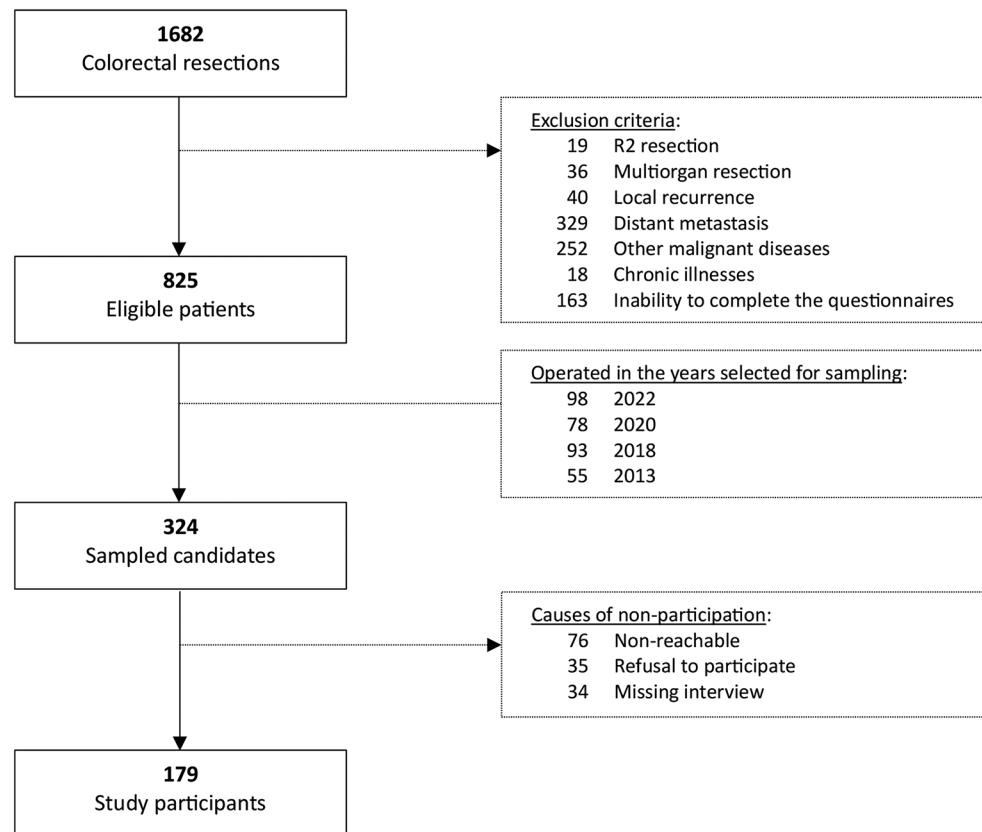 1682
Colorectal resections
Exclusion criteria:
19 R2 resection
36 Multiorgan resection
40 Local recurrence
329 Distant metastasis
252 Other malignant diseases
18 Chronic illnesses
163 Inability to complete the questionnaires
825
Eligible patients
Operated in the years selected for sampling:
98 2022
78 2020
93 2018
55 2013
324
Sampled candidates
Causes of non-participation:
76 Non-reachable
35 Refusal to participate
34 Missing interview
179
Study participants